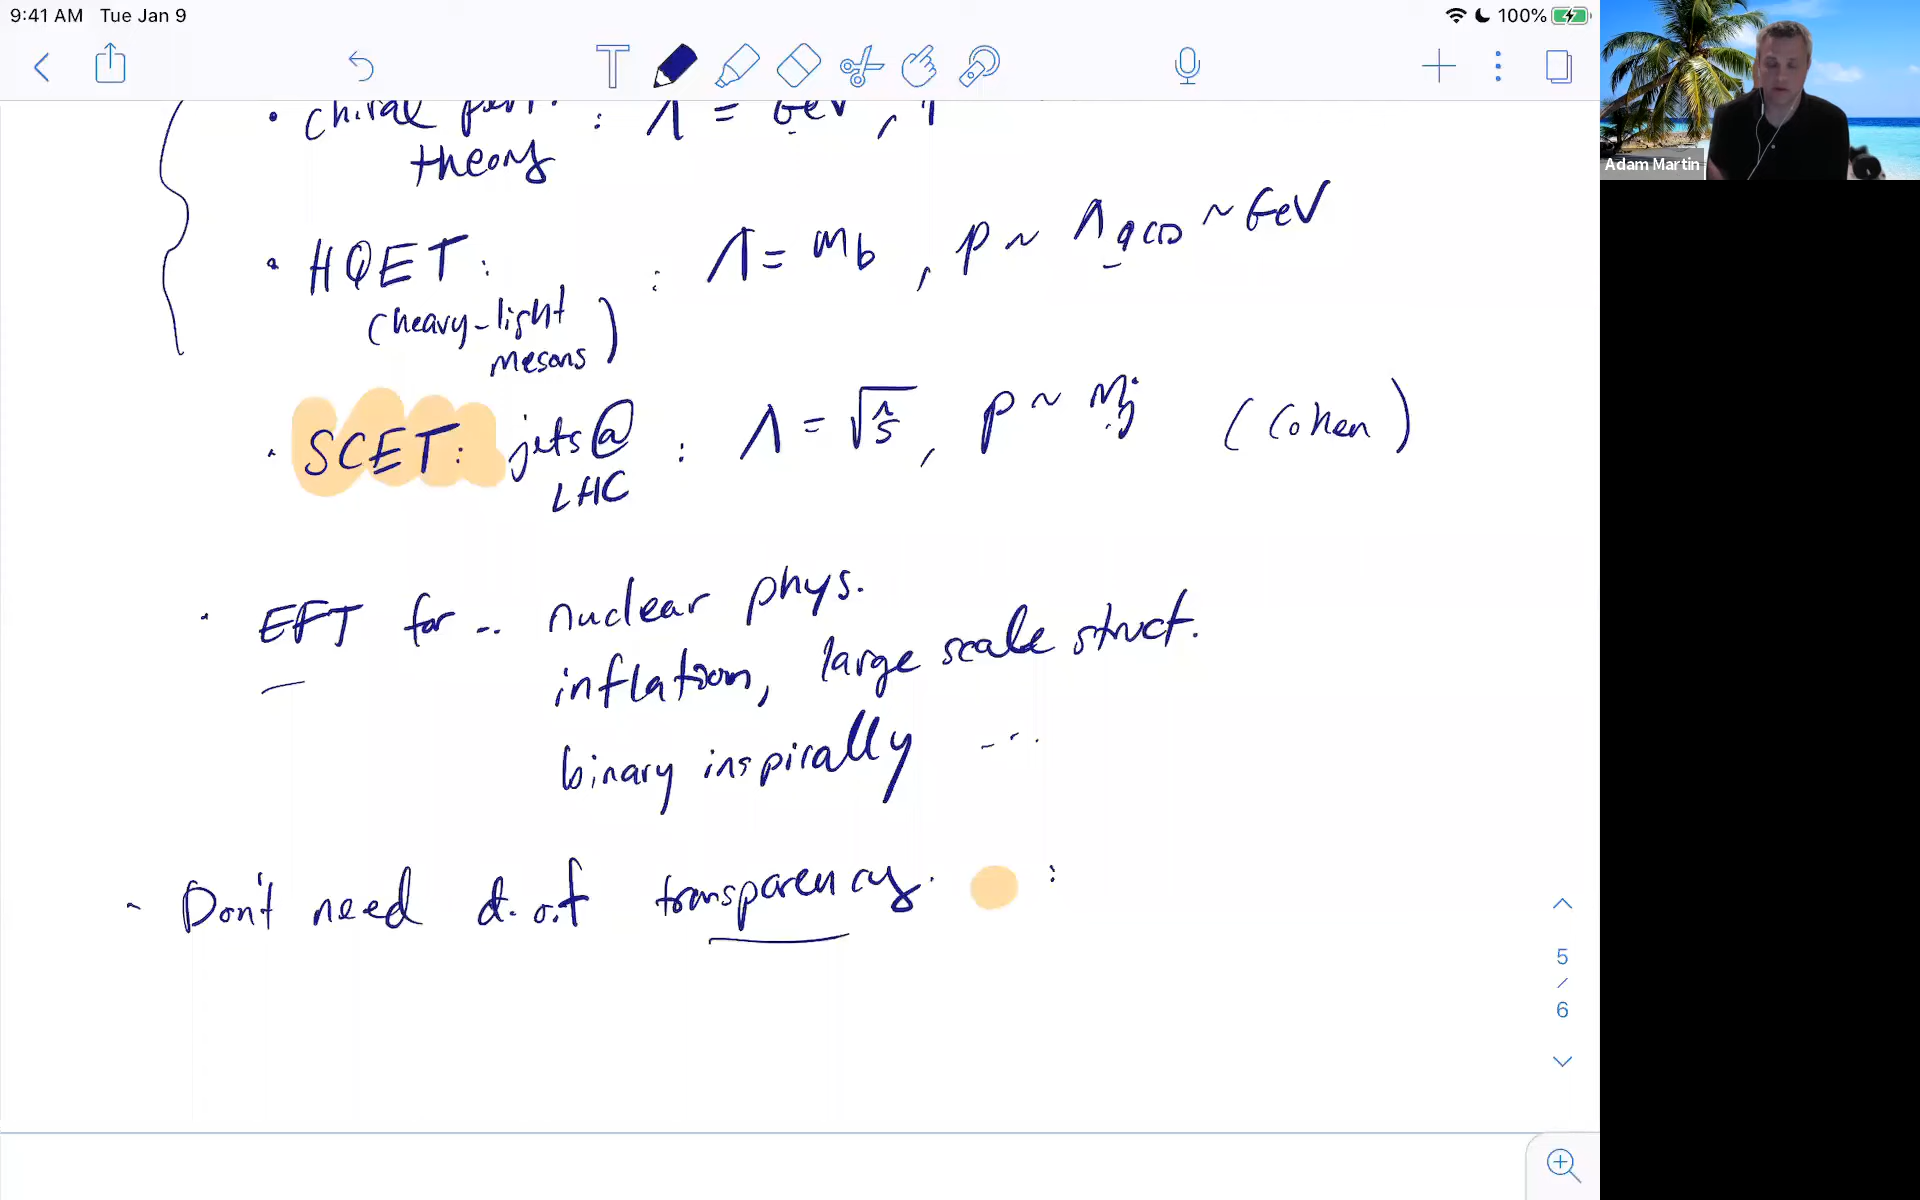 9:41 AM Tue Jan 9
100%
Adam Martin
• chiral pert. : Λ = GeV ,
theory
• HQET: : Λ = m_b , p ~ Λ_QCD ~ GeV
(heavy-light
mesons)
• SCET: jets@ : Λ = √ŝ , p ~ m_j (Cohen)
LHC
• EFT for .. nuclear phys.
inflation, large scale struct.
binary inspirally ...
- Don't need d.o.f transparency. :
5
/
6